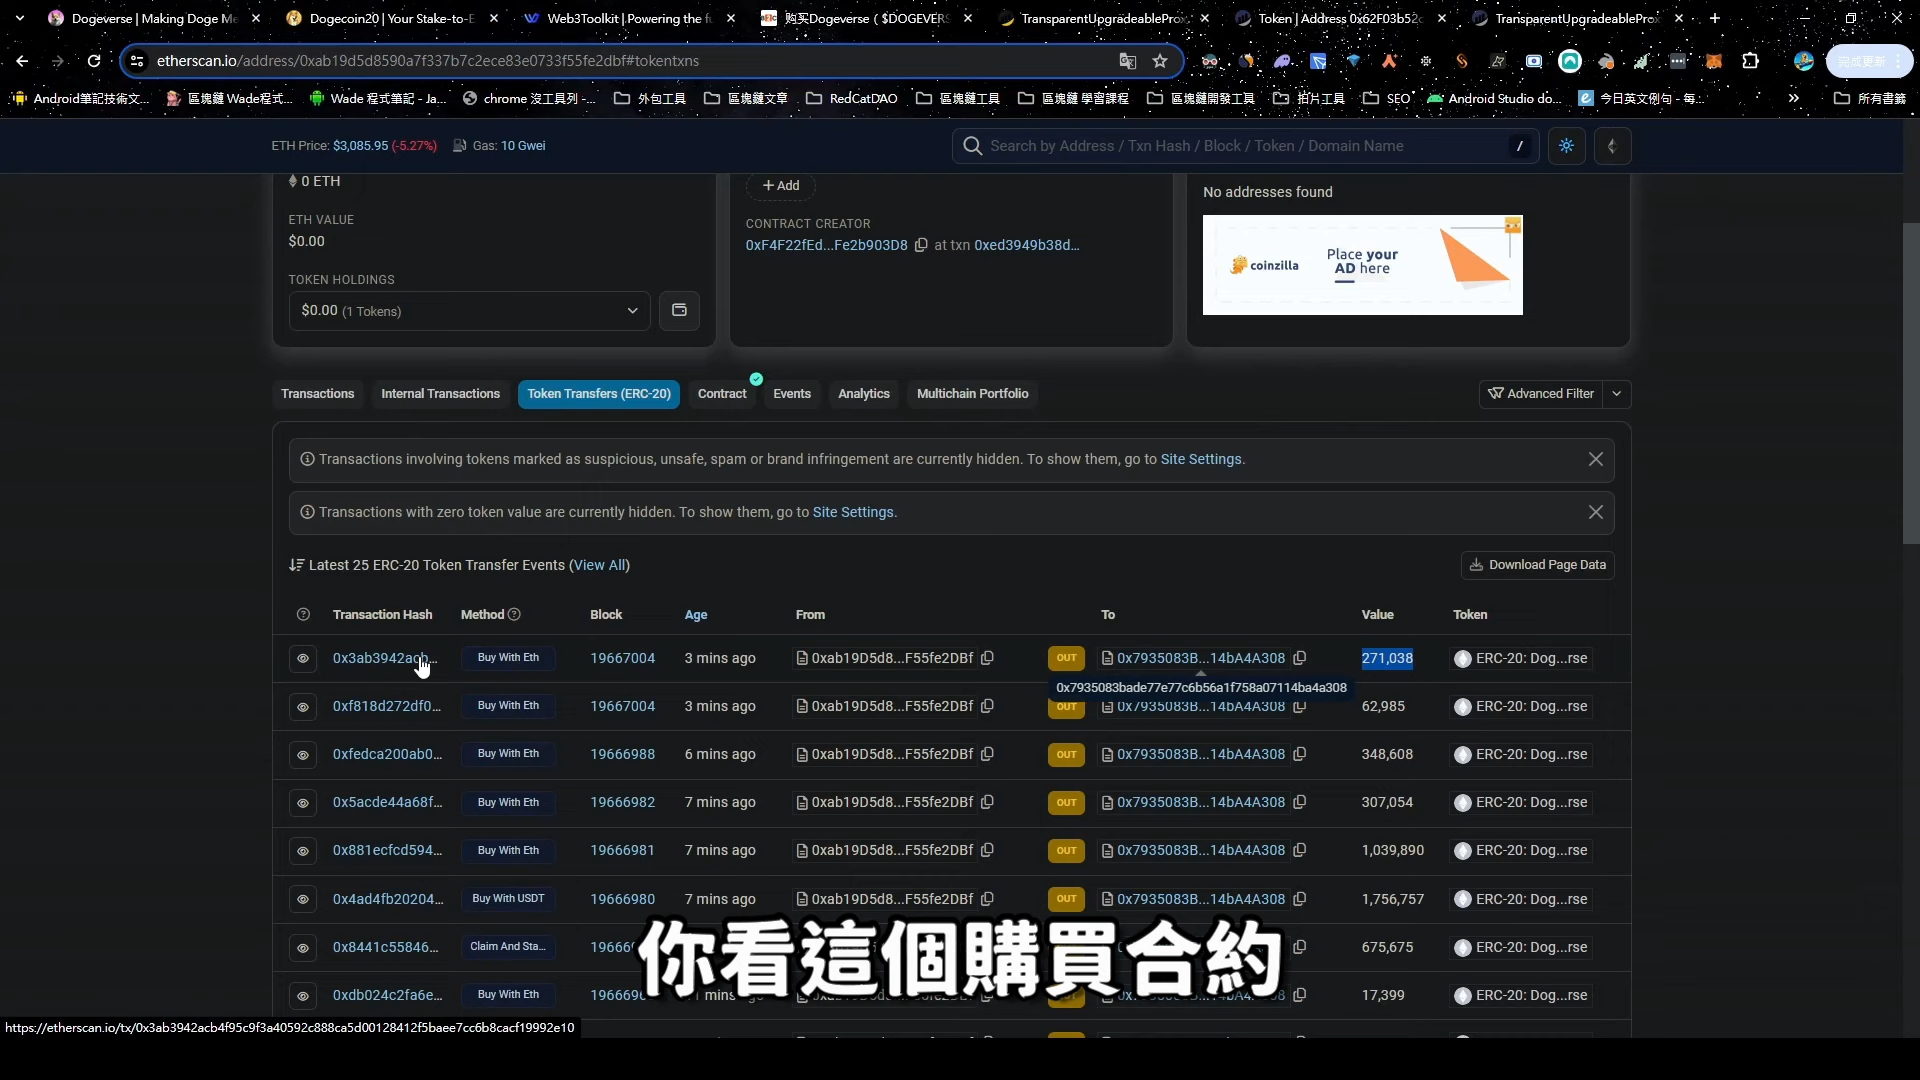 Dogeverse | Making Doge Me
Dogecoin20 | Your Stake-to-E
Web3Toolkit | Powering the f
购买Dogeverse ( $DOGEVERS
TransparentUpgradeablePro
Token | Address 0x62F03b52c
TransparentUpgradeablePro
etherscan.io/address/0xab19d5d8590a7f337b7c2ece83e0733f55fe2dbf#tokentxns
完成更新
Android筆記技術文...
區塊鏈 Wade程式...
Wade 程式筆記 - Ja...
chrome 沒工具列 -...
外包工具
區塊鏈文章
RedCatDAO
區塊鏈工具
區塊鏈 學習課程
區塊鏈開發工具
拍片工具
SEO
Android Studio do...
今日英文例句 - 每...
所有書籤
ETH Price: $3,085.95 (-5.27%)
Gas: 10 Gwei
Search by Address / Txn Hash / Block / Token / Domain Name
/
0 ETH
ETH VALUE
$0.00
TOKEN HOLDINGS
$0.00 (1 Tokens)
+ Add
CONTRACT CREATOR
0xF4F22fEd...Fe2b903D8 at txn 0xed3949b38d...
No addresses found
coinzilla
Place your
AD here
Transactions
Internal Transactions
Token Transfers (ERC-20)
Contract
Events
Analytics
Multichain Portfolio
Advanced Filter
Transactions involving tokens marked as suspicious, unsafe, spam or brand infringement are currently hidden. To show them, go to Site Settings.
Transactions with zero token value are currently hidden. To show them, go to Site Settings.
Latest 25 ERC-20 Token Transfer Events (View All)
Download Page Data
Transaction Hash Method Block Age From To Value Token
0x3ab3942acb... Buy With Eth 19667004 3 mins ago 0xab19D5d8...F55fe2DBf OUT 0x7935083B...14bA4A308 271,038 ERC-20: Dog...rse
0x7935083bade77e77c6b56a1f758a07114ba4a308
0xf818d272df0... Buy With Eth 19667004 3 mins ago 0xab19D5d8...F55fe2DBf OUT 0x7935083B...14bA4A308 62,985 ERC-20: Dog...rse
0xfedca200ab0... Buy With Eth 19666988 6 mins ago 0xab19D5d8...F55fe2DBf OUT 0x7935083B...14bA4A308 348,608 ERC-20: Dog...rse
0x5acde44a68f... Buy With Eth 19666982 7 mins ago 0xab19D5d8...F55fe2DBf OUT 0x7935083B...14bA4A308 307,054 ERC-20: Dog...rse
0x881ecfcd594... Buy With Eth 19666981 7 mins ago 0xab19D5d8...F55fe2DBf OUT 0x7935083B...14bA4A308 1,039,890 ERC-20: Dog...rse
0x4ad4fb20204... Buy With USDT 19666980 7 mins ago 0xab19D5d8...F55fe2DBf OUT 0x7935083B...14bA4A308 1,756,757 ERC-20: Dog...rse
0x8441c55846... Claim And Sta... 675,675 ERC-20: Dog...rse
你看這個購買合約
0xdb024c2fa6e... Buy With Eth 17,399 ERC-20: Dog...rse
https://etherscan.io/tx/0x3ab3942acb4f95c9f3a40592c888ca5d00128412f5baee7cc6b8cacf19992e10